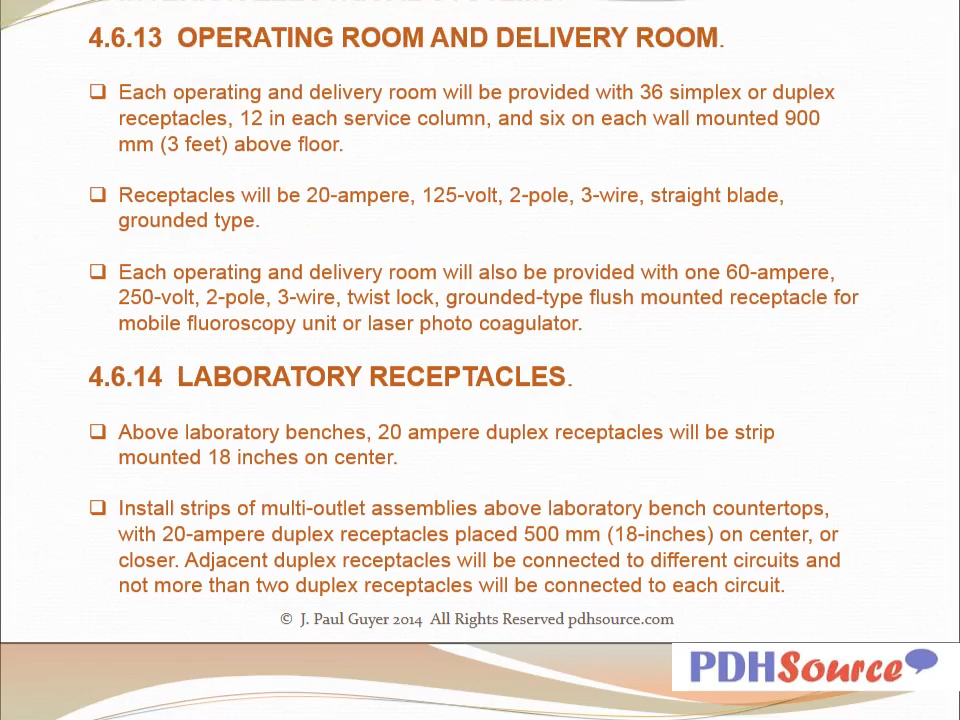 4.6.13 OPERATING ROOM AND DELIVERY ROOM.
❑ Each operating and delivery room will be provided with 36 simplex or duplex
receptacles, 12 in each service column, and six on each wall mounted 900
mm (3 feet) above floor.
❑ Receptacles will be 20-ampere, 125-volt, 2-pole, 3-wire, straight blade,
grounded type.
❑ Each operating and delivery room will also be provided with one 60-ampere,
250-volt, 2-pole, 3-wire, twist lock, grounded-type flush mounted receptacle for
mobile fluoroscopy unit or laser photo coagulator.
4.6.14 LABORATORY RECEPTACLES.
❑ Above laboratory benches, 20 ampere duplex receptacles will be strip
mounted 18 inches on center.
❑ Install strips of multi-outlet assemblies above laboratory bench countertops,
with 20-ampere duplex receptacles placed 500 mm (18-inches) on center, or
closer. Adjacent duplex receptacles will be connected to different circuits and
not more than two duplex receptacles will be connected to each circuit.
© J. Paul Guyer 2014 All Rights Reserved pdhsource.com
PDHSource